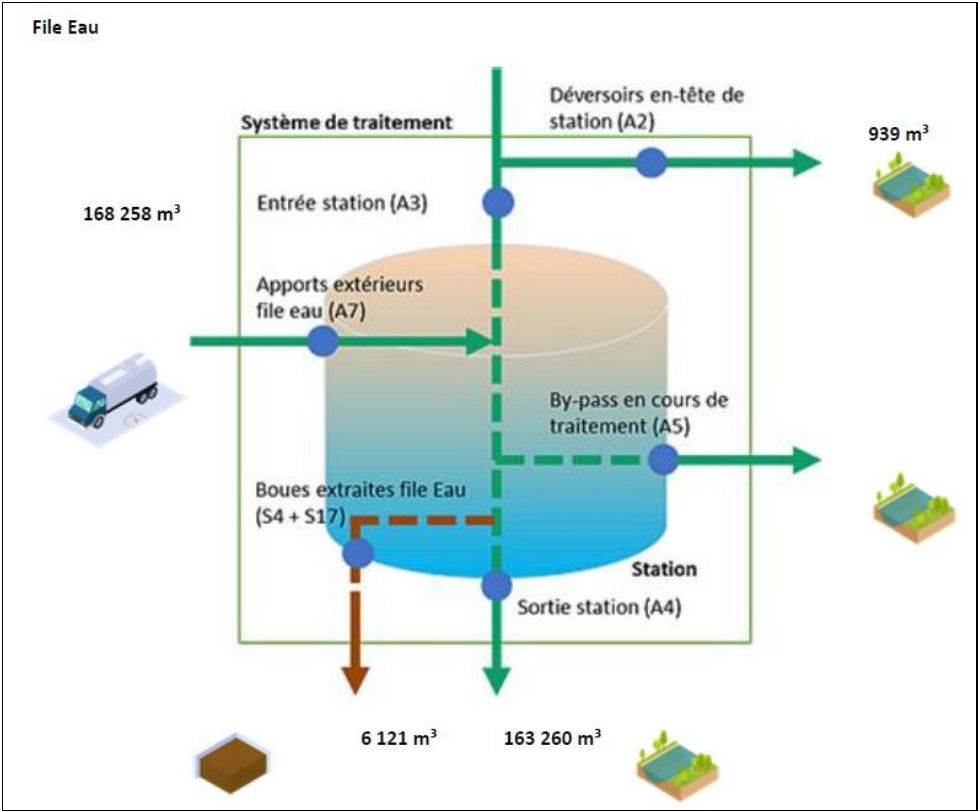 File Eau
Déversoirs en-tête de
station (A2)
Système de traitement
939 m³
Entrée station (A3)
168 258 m³
Apports extérieurs
file eau (A7)
By-pass en cours de
traitement (A5)
Boues extraites file Eau
(S4 + S17)
Station
Sortie station (A4)
6 121 m³
163 260 m³